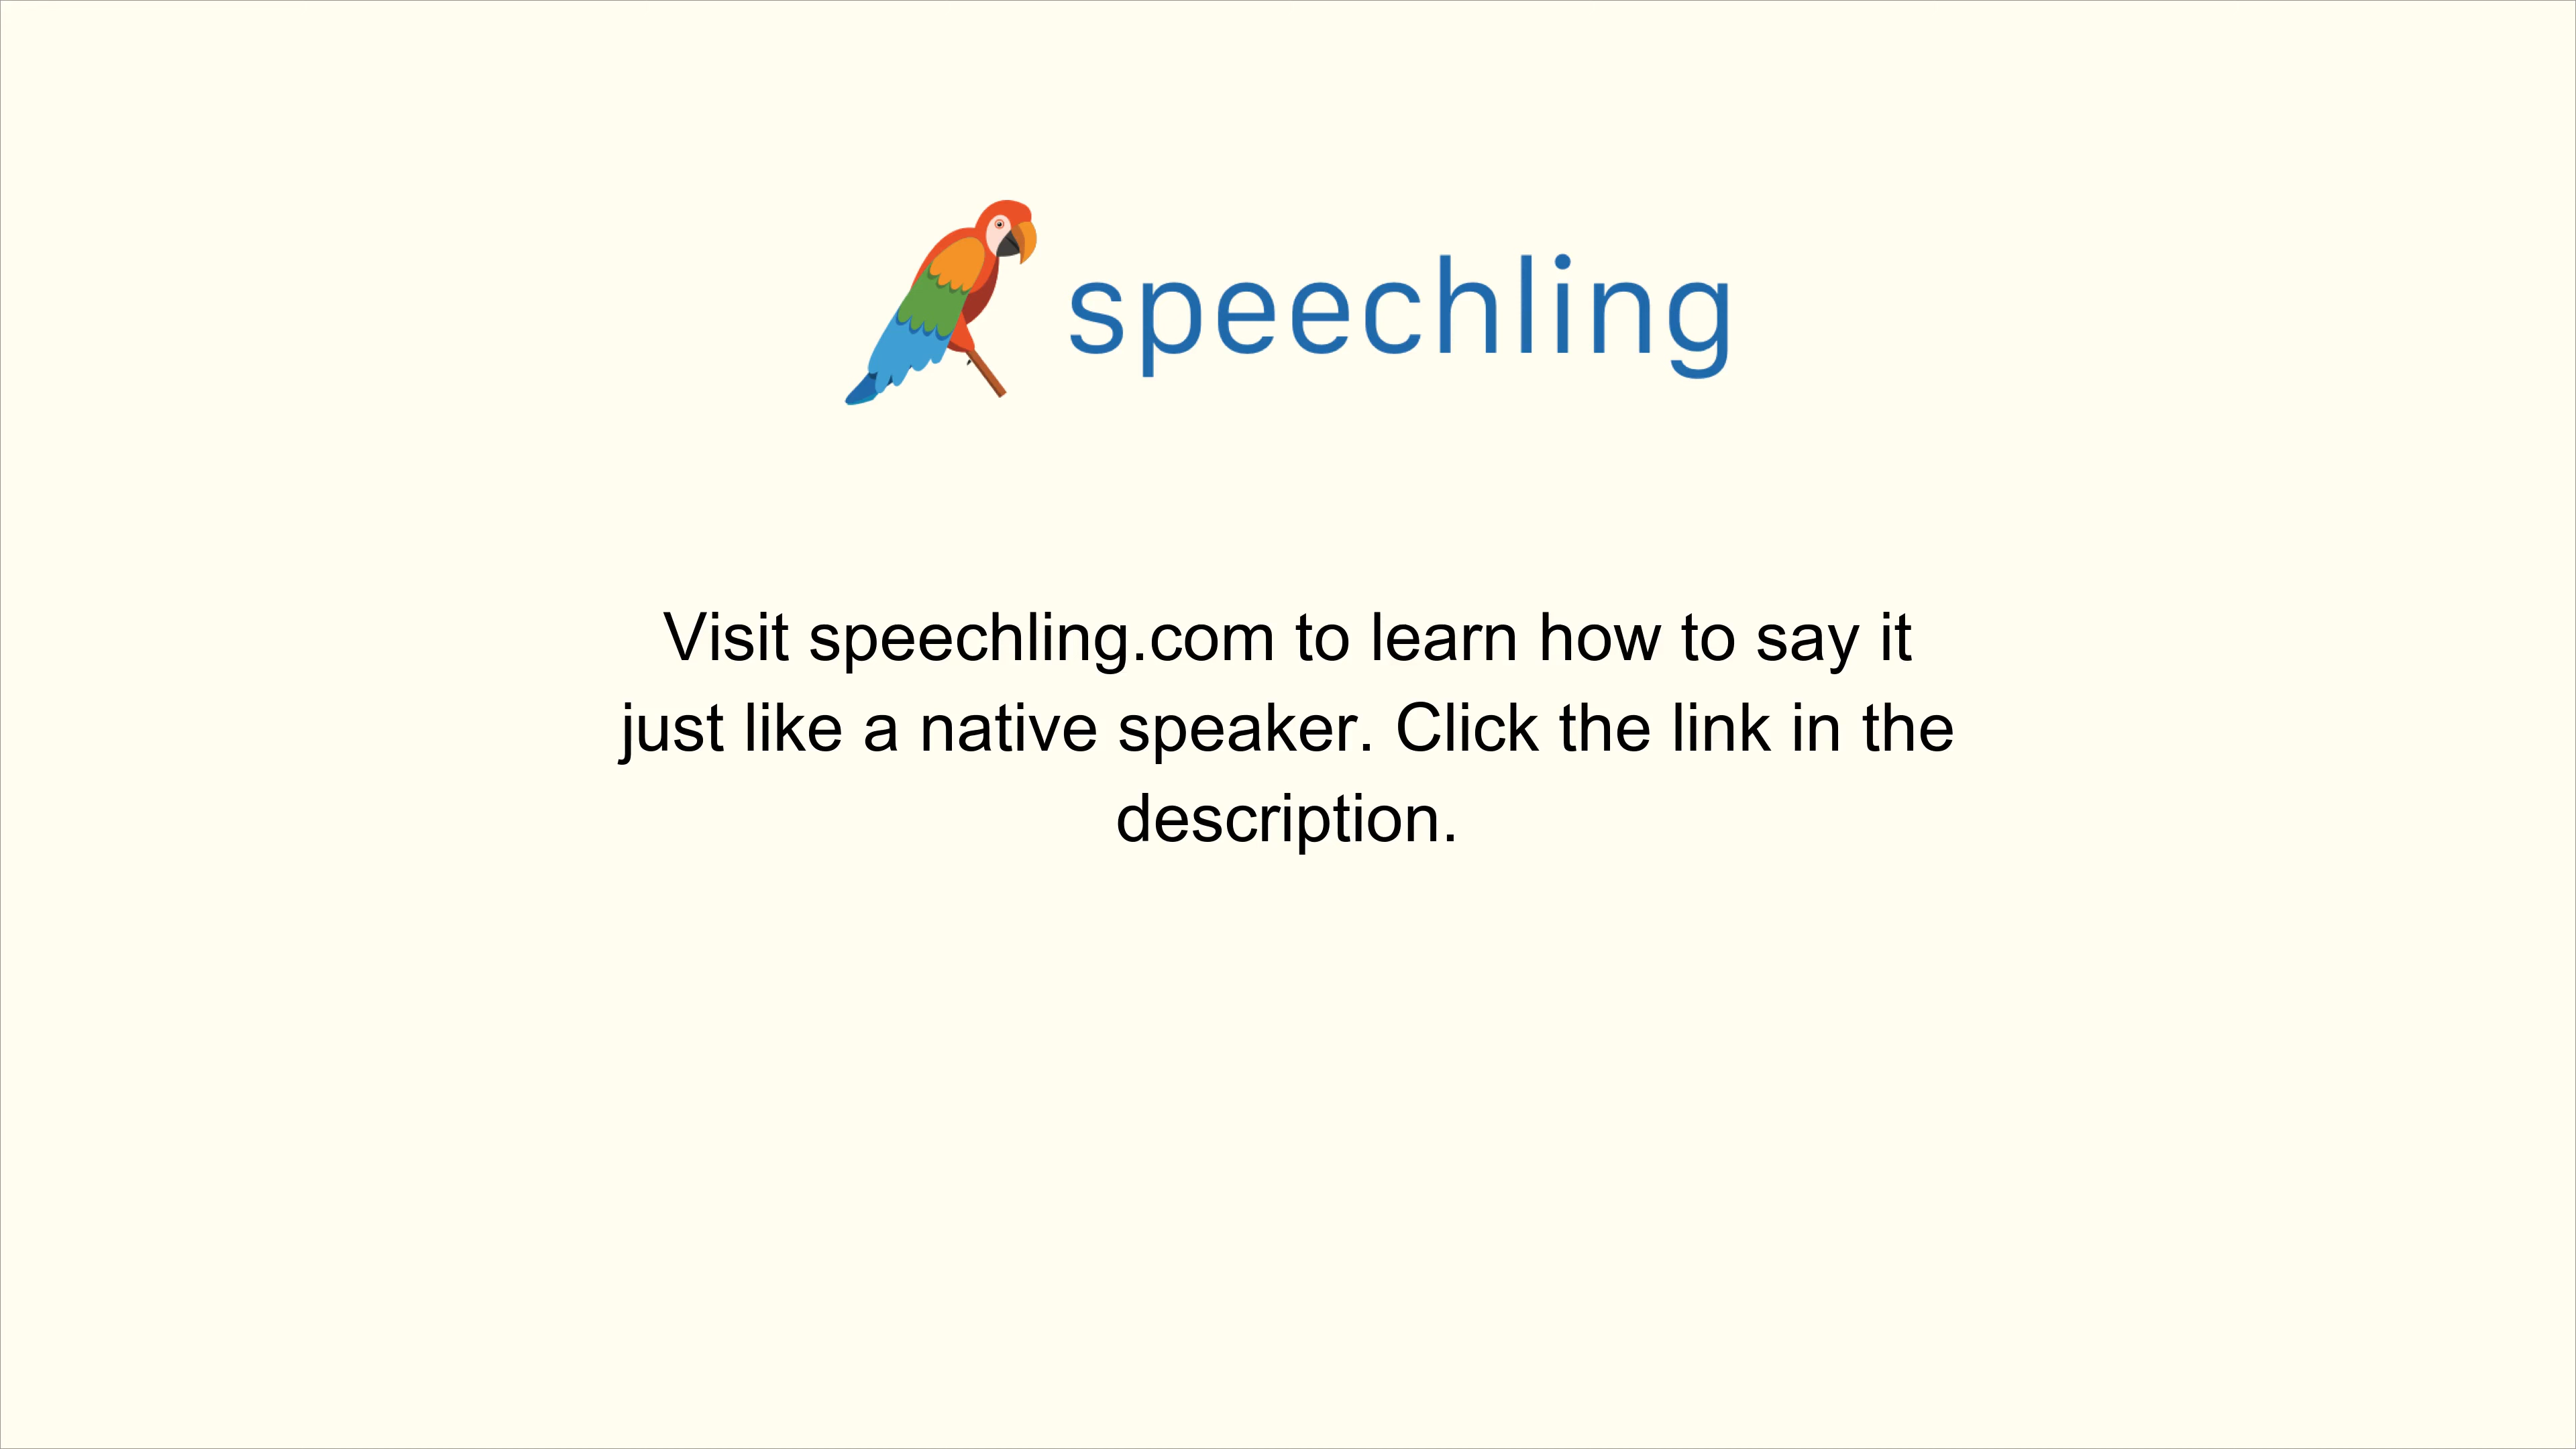 speechling
Visit speechling.com to learn how to say it
just like a native speaker. Click the link in the
description.